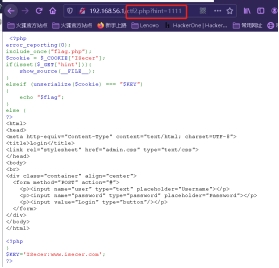 192.168.56.1/ctf2.php?hint=1111
火狐官方站点
火狐官方站点
新手上路
Lenovo
HackerOne | Hacker...
常用网址
<?php
error_reporting(0);
include_once("flag.php");
$cookie = $_COOKIE['ISecer'];
if(isset($_GET['hint'])){
    show_source(__FILE__);
}
elseif (unserialize($cookie) === "$KEY")
{
    echo "$flag";
}
else {
?>
<html>
<head>
<meta http-equiv="Content-Type" content="text/html; charset=UTF-8">
<title>Login</title>
<link rel="stylesheet" href="admin.css" type="text/css">
</head>
<body>
<br>
<div class="container" align="center">
  <form method="POST" action="#">
    <p><input name="user" type="text" placeholder="Username"></p>
    <p><input name="password" type="password" placeholder="Password"></p>
    <p><input value="Login" type="button"/></p>
  </form>
</div>
</body>
</html>
<?php
}
$KEY='ISecer:www.isecer.com';
?>